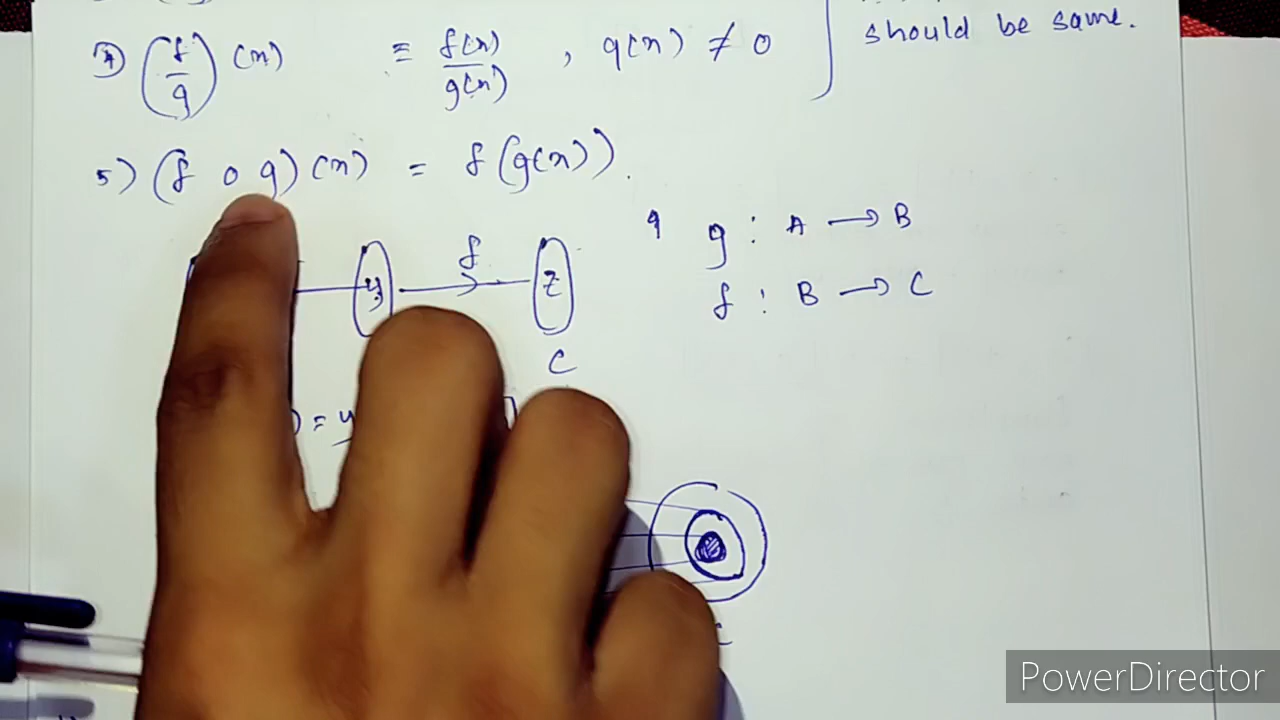 4) (f/g) (x) = f(x)/g(x) , g(x) ≠ 0
should be same.
5) (f o g) (x) = f(g(x)).
g : A → B
f : B → C
f
y
z
C
= y
PowerDirector